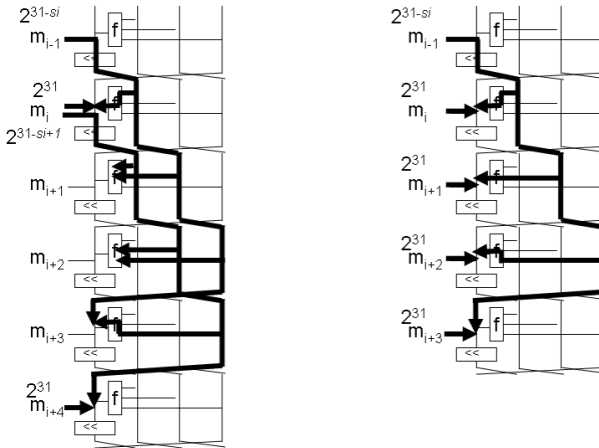 2^31-si
m_i-1
f
<<
2^31
m_i
f
<<
2^31-si+1
m_i+1
f
<<
m_i+2
f
<<
m_i+3
f
<<
2^31
m_i+4
f
<<
2^31-si
m_i-1
f
<<
2^31
m_i
f
<<
2^31
m_i+1
f
<<
2^31
m_i+2
f
<<
2^31
m_i+3
f
<<